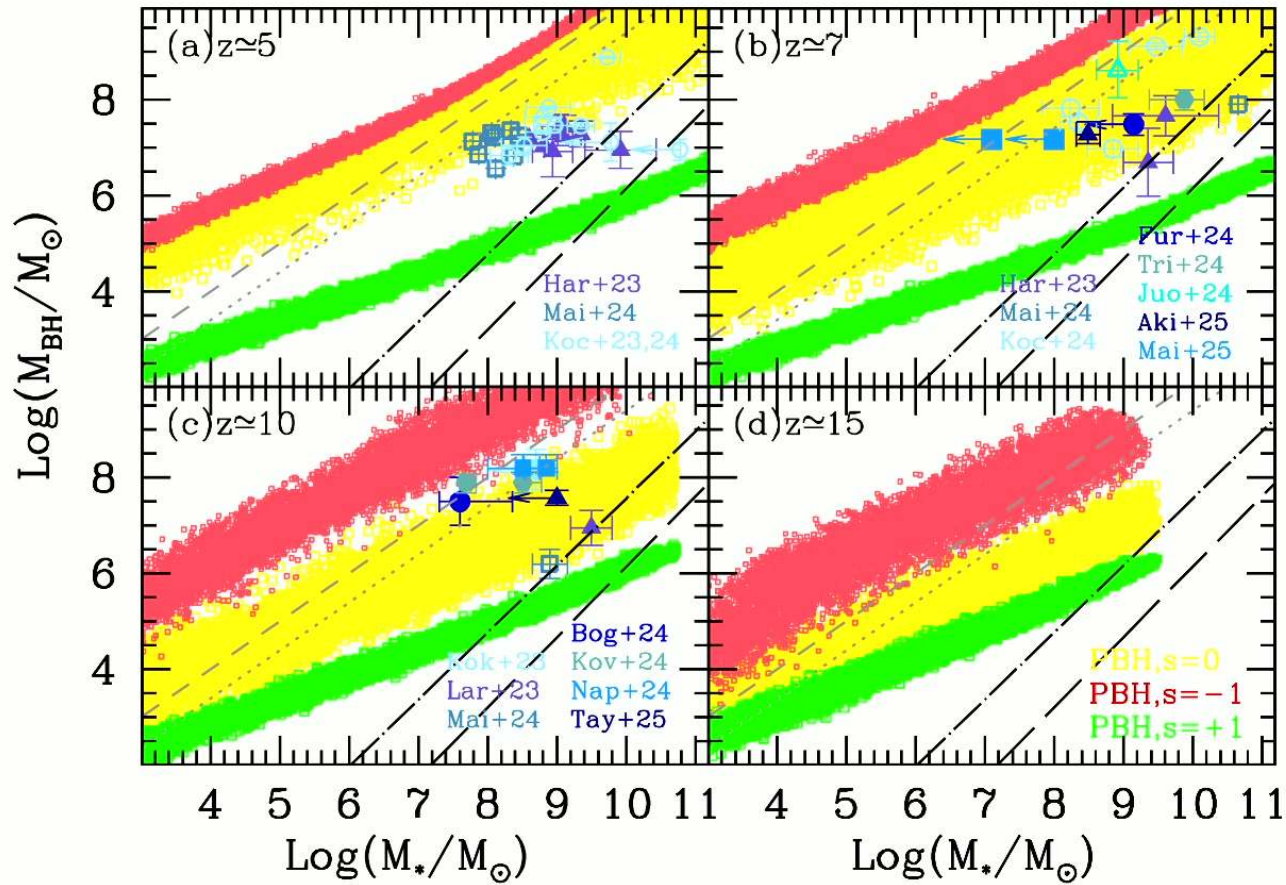 (a)z≃5
(b)z≃7
8
6
4
Har+23
Mai+24
Koc+23,24
Har+23
Mai+24
Koc+24
Fur+24
Tri+24
Juo+24
Aki+25
Mai+25
Log(M_BH/M_⊙)
(c)z≃10
(d)z≃15
8
6
4
Kok+23
Lar+23
Mai+24
Bog+24
Kov+24
Nap+24
Tay+25
PBH,s=0
PBH,s=-1
PBH,s=+1
4 5 6 7 8 9 10 11
4 5 6 7 8 9 10 11
Log(M_*/M_⊙)
Log(M_*/M_⊙)